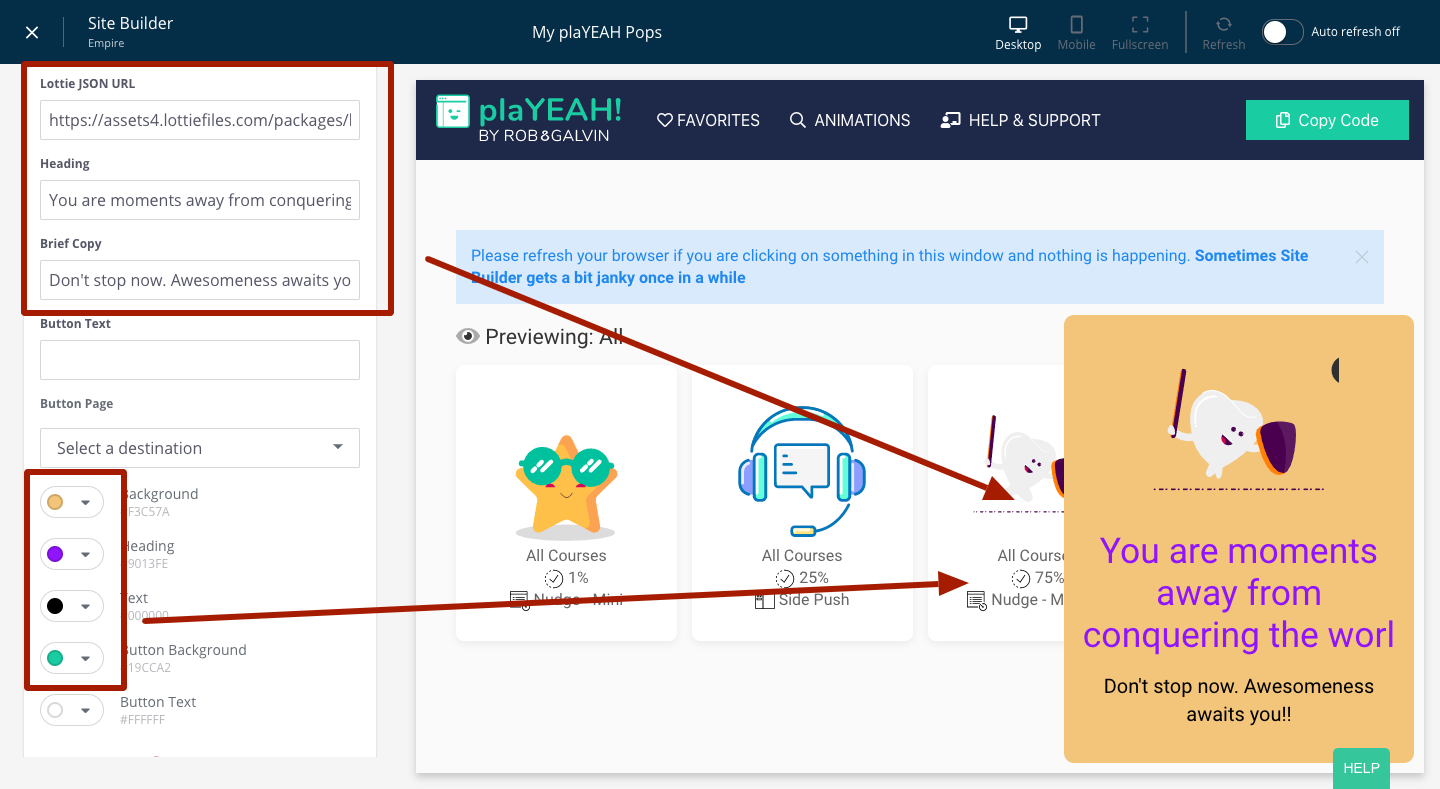 Site Builder
Empire
My plaYEAH Pops
Desktop
Mobile
Fullscreen
Refresh
Auto refresh off
Lottie JSON URL
https://assets4.lottiefiles.com/packages/l
Heading
You are moments away from conquering
Brief Copy
Don't stop now. Awesomeness awaits yo
Button Text
Button Page
Select a destination
Background
F3C57A
Heading
9013FE
Text
000000
Button Background
19CCA2
Button Text
#FFFFFF
plaYEAH!
BY ROB&GALVIN
FAVORITES
ANIMATIONS
HELP & SUPPORT
Copy Code
Please refresh your browser if you are clicking on something in this window and nothing is happening. Sometimes Site
Builder gets a bit janky once in a while
Previewing: All
All Courses
1%
Nudge - Mini
All Courses
25%
Side Push
All Course
75%
Nudge - M
You are moments
away from
conquering the worl
Don't stop now. Awesomeness
awaits you!!
HELP